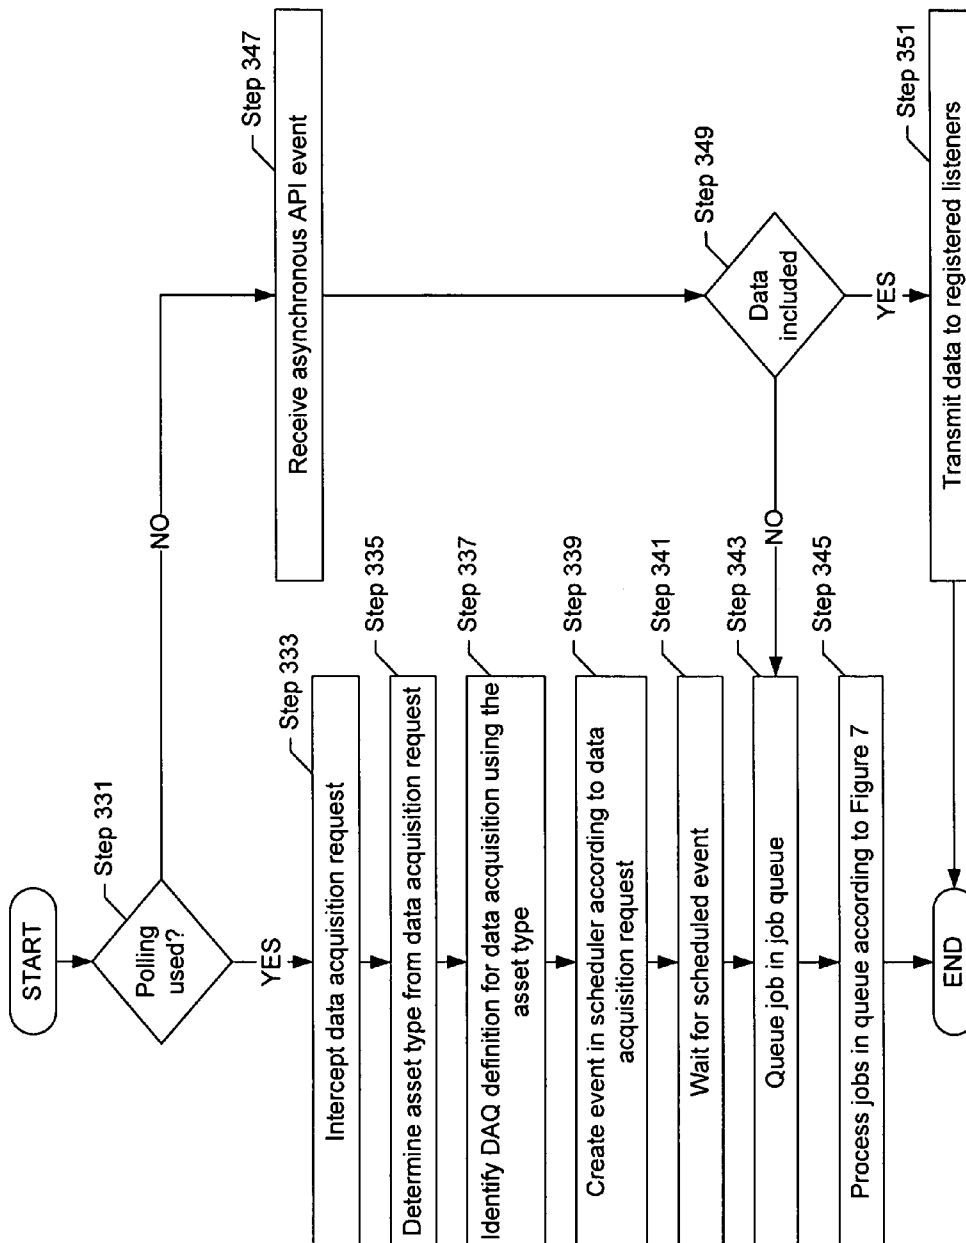 START
Step 331
Polling
used?
YES
NO
Step 333
Intercept data acquisition request
Step 335
Determine asset type from data acquisition request
Step 337
Identify DAQ definition for data acquisition using the
asset type
Step 339
Create event in scheduler according to data
acquisition request
Step 341
Wait for scheduled event
Step 343
Queue job in job queue
Step 345
Process jobs in queue according to Figure 7
Step 347
Receive asynchronous API event
Step 349
Data
included
NO
YES
Step 351
Transmit data to registered listeners
END